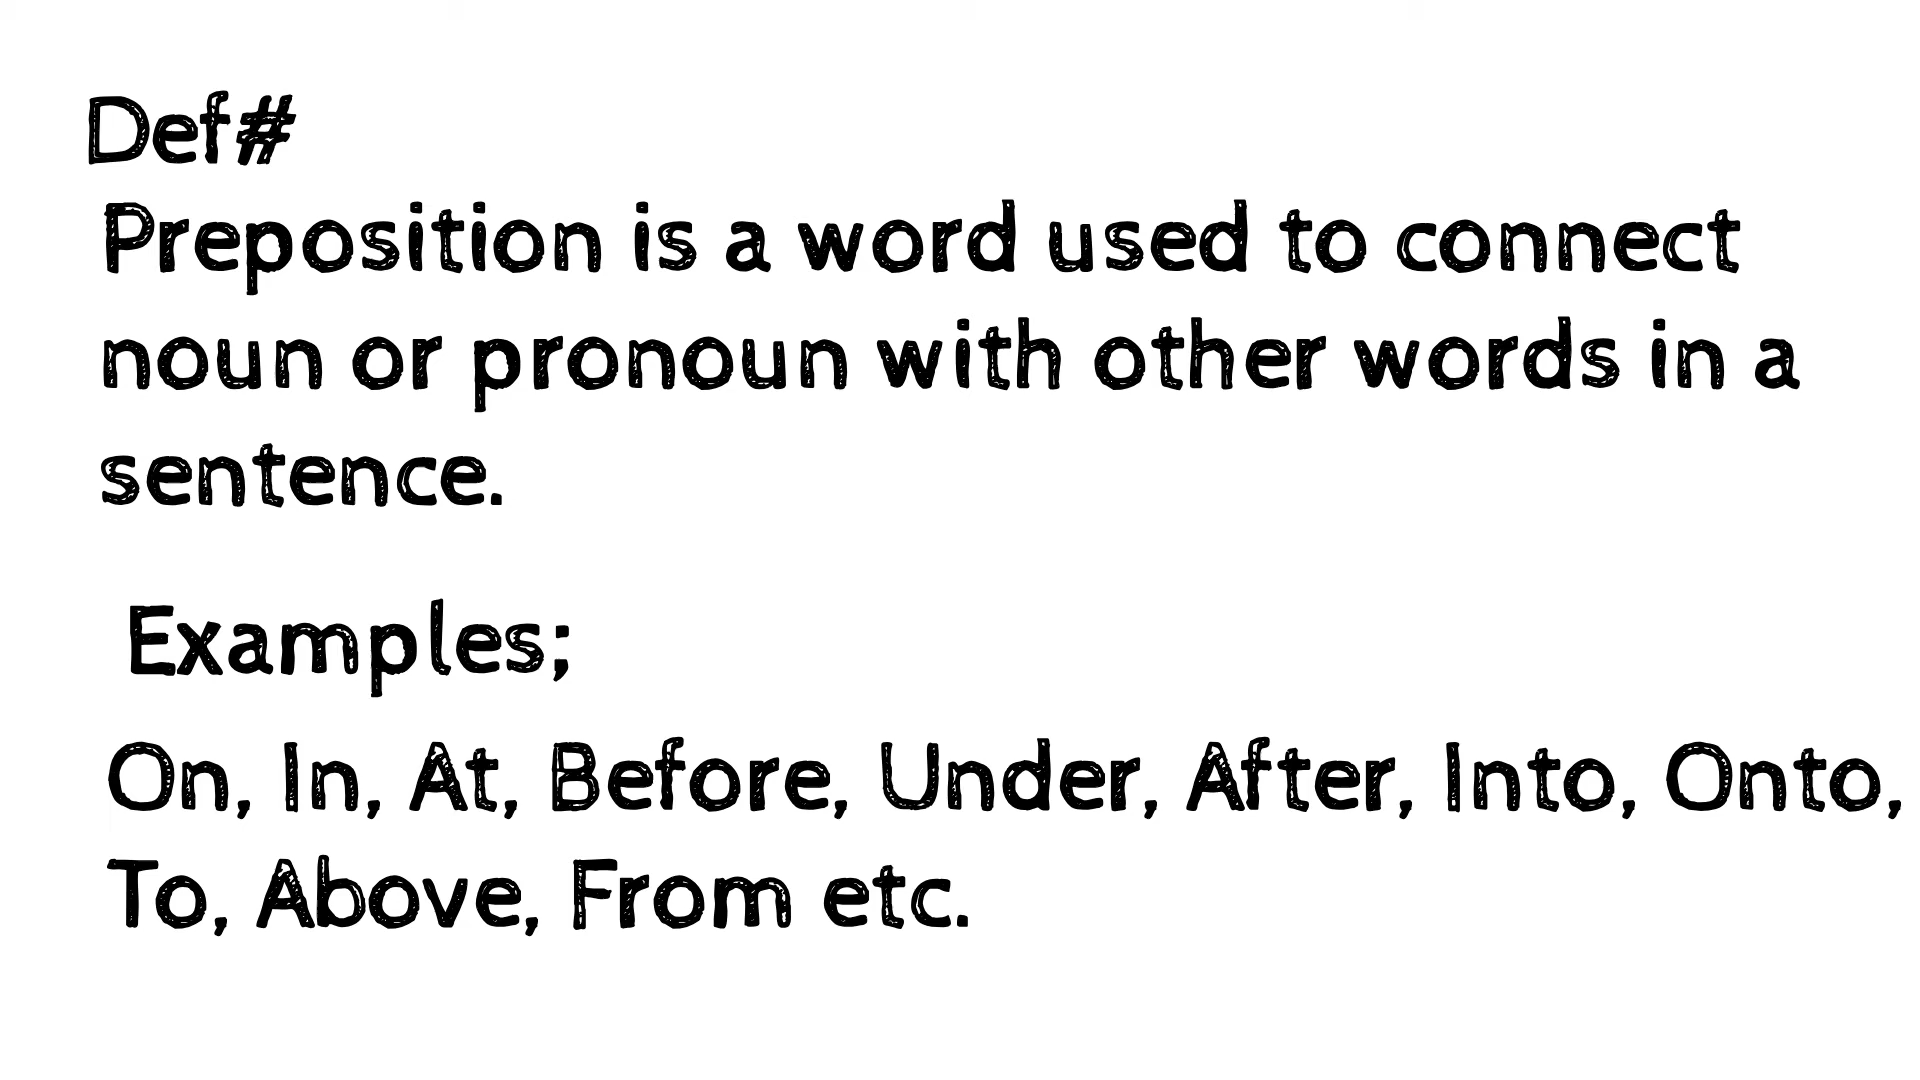 Def#
Preposition is a word used to connect
noun or pronoun with other words in a
sentence.
Examples;
On, In, At, Before, Under, After, Into, Onto,
To, Above, From etc.